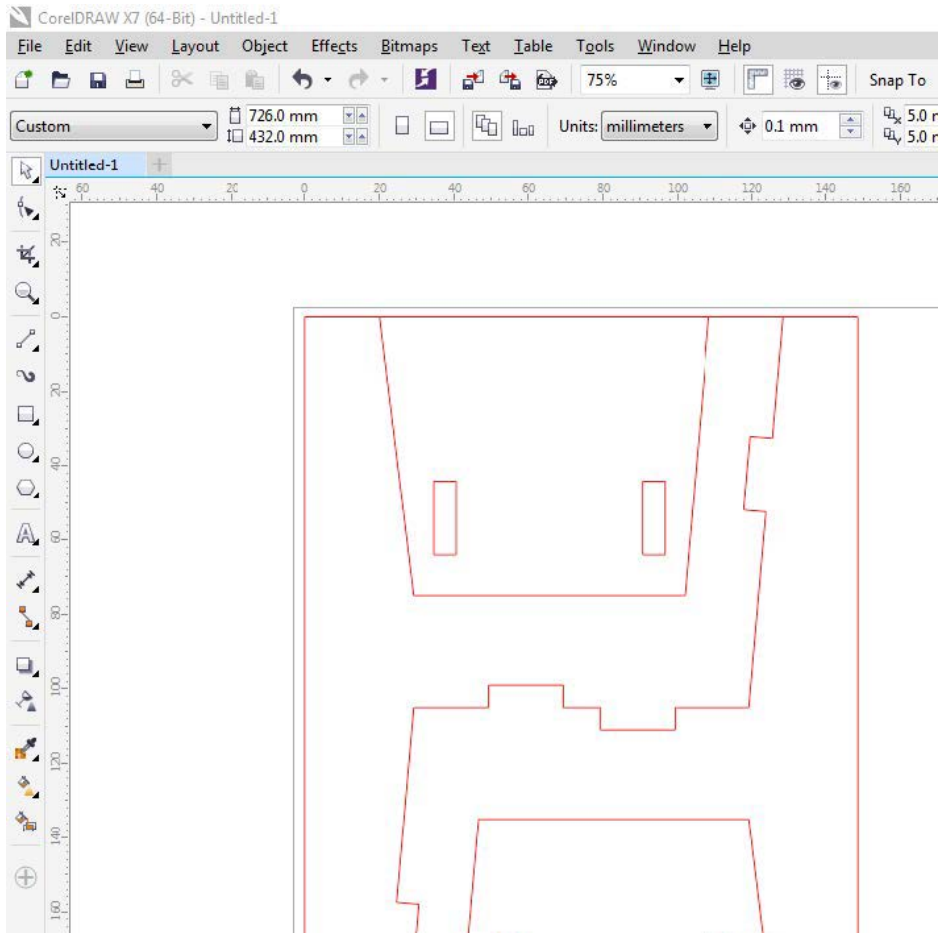 CorelDRAW X7 (64-Bit) - Untitled-1
File Edit View Layout Object Effects Bitmaps Text Table Tools Window Help
75% Snap To
Custom 726.0 mm 432.0 mm Units: millimeters 0.1 mm 5.0 5.0
Untitled-1
60 40 20 0 20 40 60 80 100 120 140 160
20
0
20
40
60
80
100
120
140
160